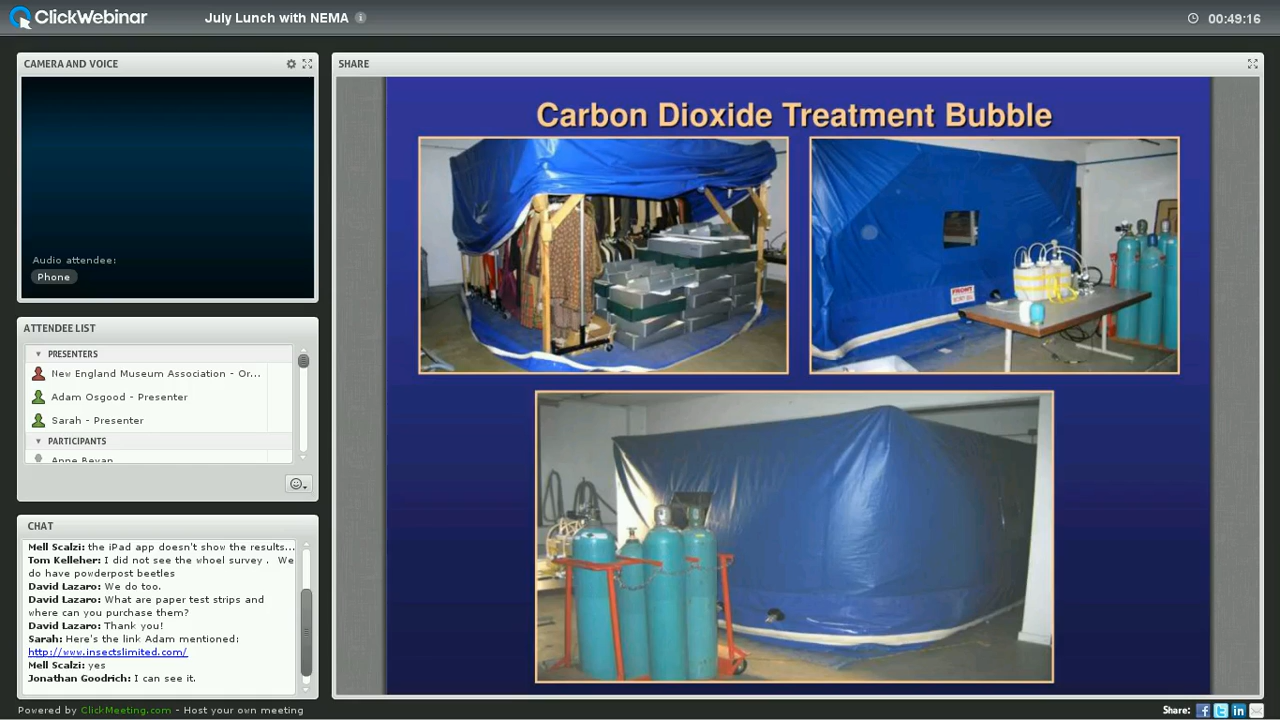 ClickWebinar
July Lunch with NEMA
00:49:16
CAMERA AND VOICE
Audio attendee:
Phone
ATTENDEE LIST
PRESENTERS
New England Museum Association - Or...
Adam Osgood - Presenter
Sarah - Presenter
PARTICIPANTS
Anne Bevan
CHAT
Mell Scalzi: the iPad app doesn't show the results...
Tom Kelleher: I did not see the whoel survey . We
do have powderpost beetles
David Lazaro: We do too.
David Lazaro: What are paper test strips and
where can you purchase them?
David Lazaro: Thank you!
Sarah: Here's the link Adam mentioned:
http://www.insectslimited.com/
Mell Scalzi: yes
Jonathan Goodrich: I can see it.
SHARE
Carbon Dioxide Treatment Bubble
FRONT
Powered by ClickMeeting.com - Host your own meeting
Share: